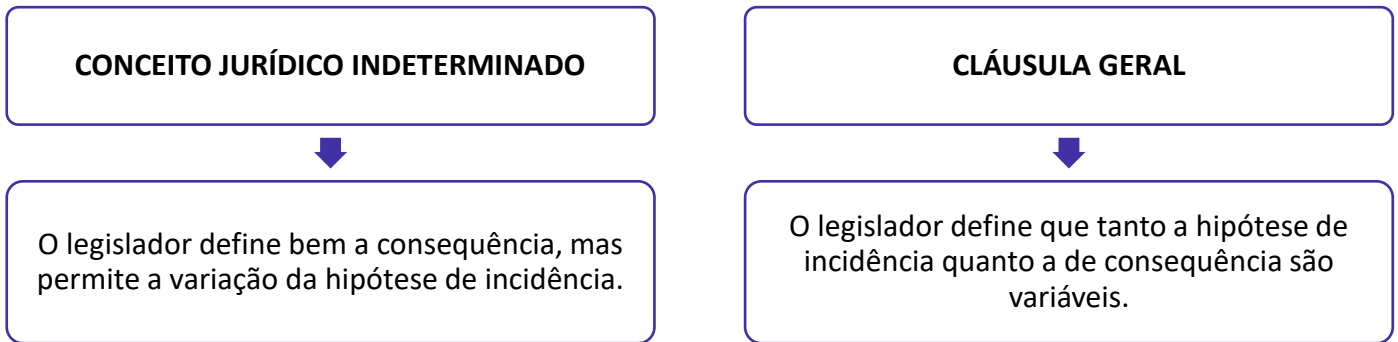 CONCEITO JURÍDICO INDETERMINADO
O legislador define bem a consequência, mas
permite a variação da hipótese de incidência.
CLÁUSULA GERAL
O legislador define que tanto a hipótese de
incidência quanto a de consequência são
variáveis.